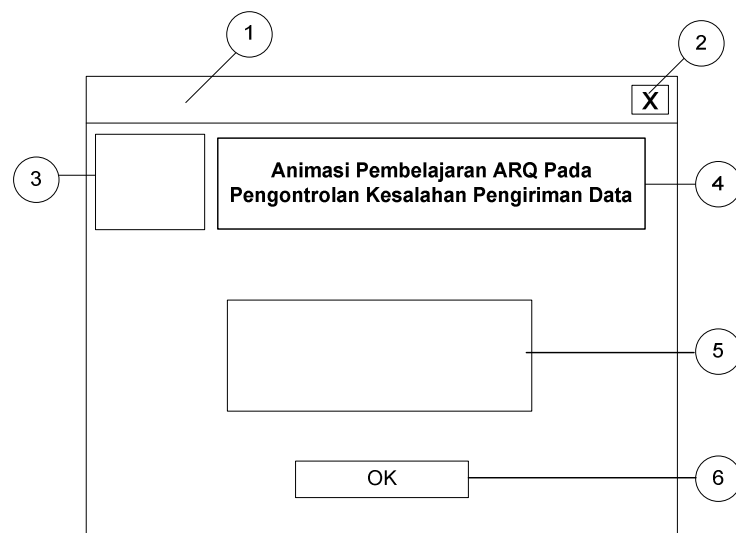 1
2
X
3
Animasi Pembelajaran ARQ Pada
Pengontrolan Kesalahan Pengiriman Data
4
5
OK
6